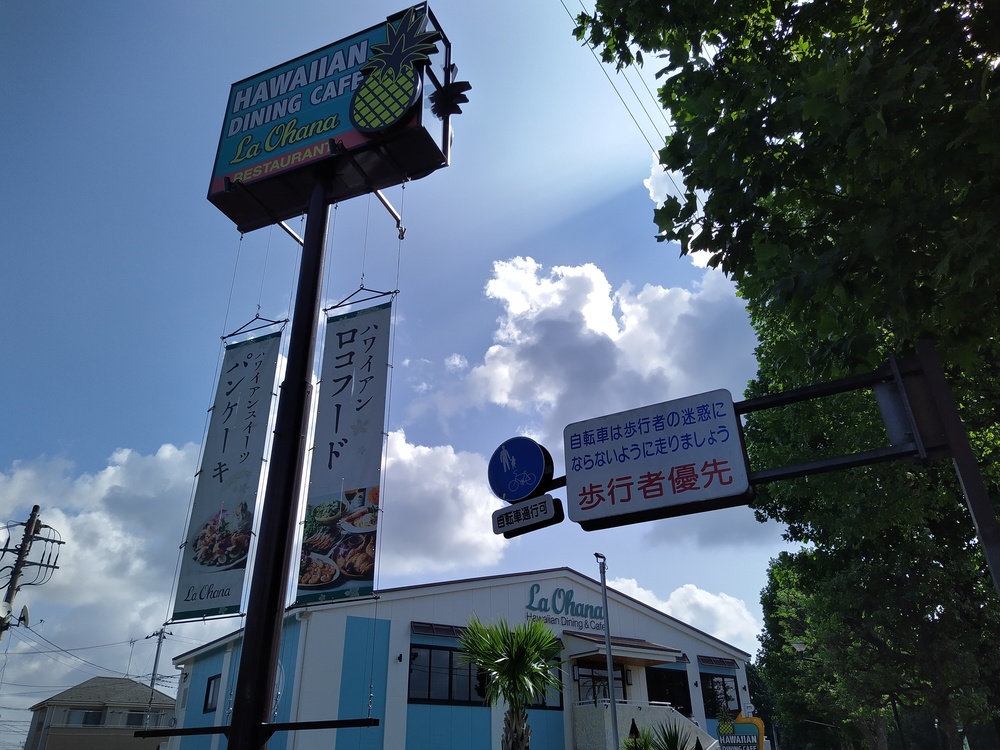 HAWAIIAN
DINING CAFE
La Ohana
RESTAURANT
ハワイアンスイーツ
パンケーキ
La Ohana
ハワイアン
ロコフード
自転車は歩行者の迷惑に
ならないように走りましょう
歩行者優先
自転車通行可
La Ohana
Hawaiian Dining & Cafe
HAWAIIAN
DINING CAFE